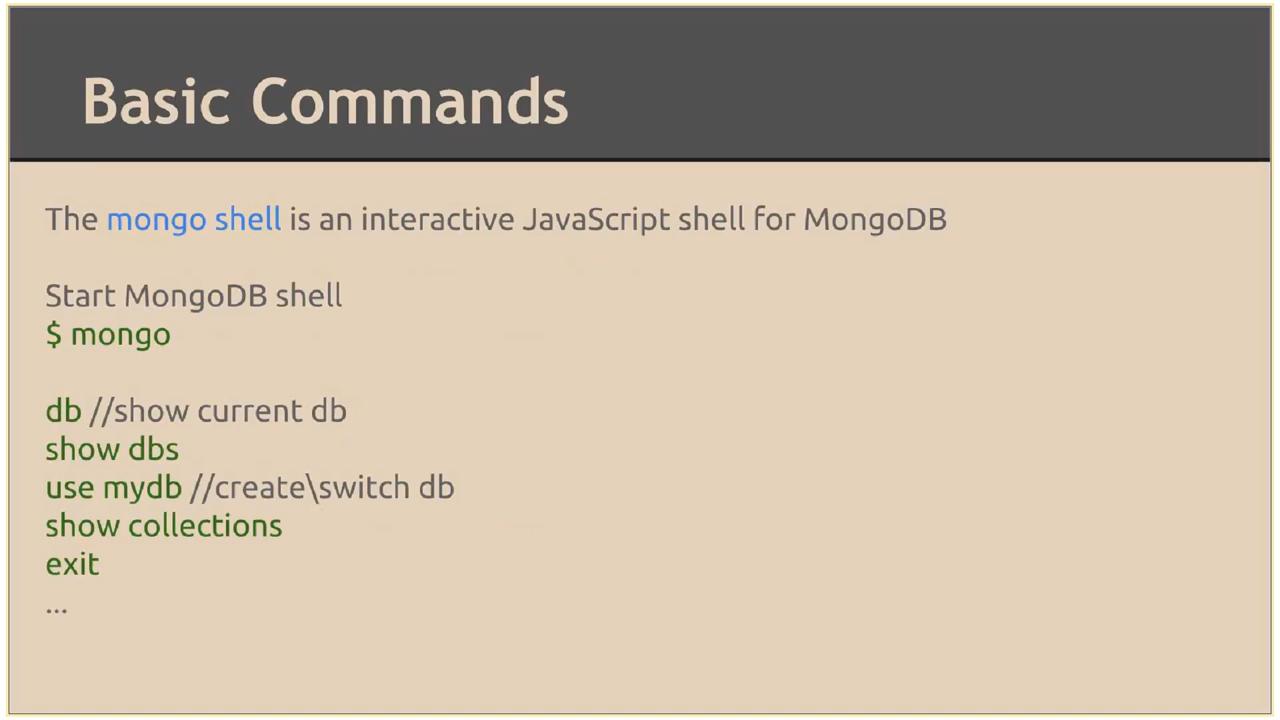 Basic Commands
The mongo shell is an interactive JavaScript shell for MongoDB
Start MongoDB shell
$ mongo
db //show current db
show dbs
use mydb //create\switch db
show collections
exit
...